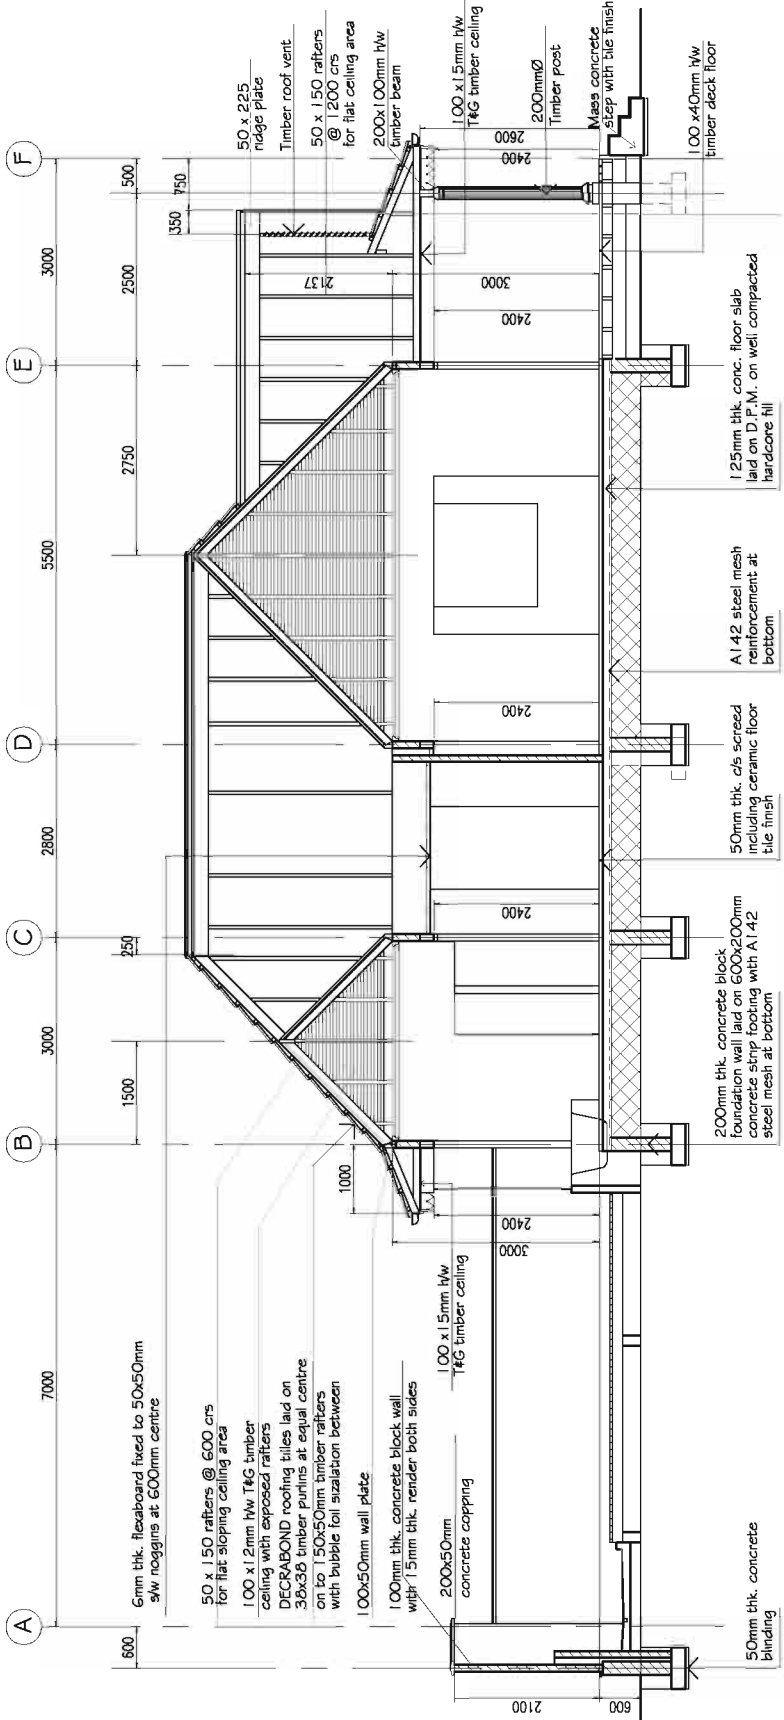 A
B
C
D
E
F
7000
3000
2800
5500
3000
600
1500
250
2750
2500
500
750
350
6mm thk. flexaboard fixed to 50x50mm
s/w noggins at 600mm centre
50 x 150 rafters @ 600 crs
for flat sloping ceiling area
100 x12mm h/w T&G timber
ceiling with exposed rafters
DECRABOND roofing tilles laid on
38x38 timber purlins at equal centre
on to 150x50mm timber rafters
with bubble foil sizalation between
100x50mm wall plate
100mm thk. concrete block wall
with 15mm thk. render both sides
200x50mm
concrete copping
100 x15mm h/w
T&G timber ceiling
1000
3000
2400
2400
2400
2400
3000
2137
2400
2600
2100
600
50 x 225
ridge plate
Timber roof vent
50 x 150 rafters
@ 1200 crs
for flat ceiling area
200x100mm h/w
timber beam
100 x15mm h/w
T&G timber ceiling
200mmØ
Timber post
Mass concrete
step with tile finish
100 x40mm h/w
timber deck floor
50mm thk. concrete
blinding
200mm thk. concrete block
foundation wall laid on 600x200mm
concrete strip footing with A142
steel mesh at bottom
50mm thk. c/s screed
including ceramic floor
tile finish
A142 steel mesh
reinforcement at
bottom
125mm thk. conc. floor slab
laid on D.P.M. on well compacted
hardcore fill